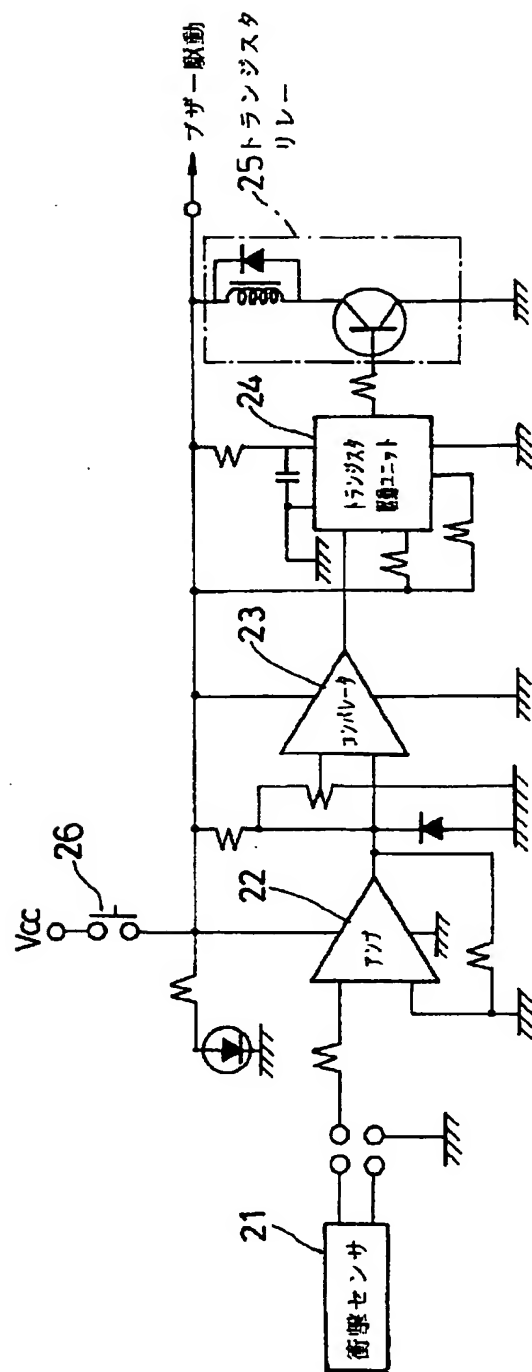 Vcc
26
ブザー駆動
25 トランジスタ
リレー
24
トランジスタ
駆動ユニット
23
コンパレータ
22
アンプ
21
衝撃センサ